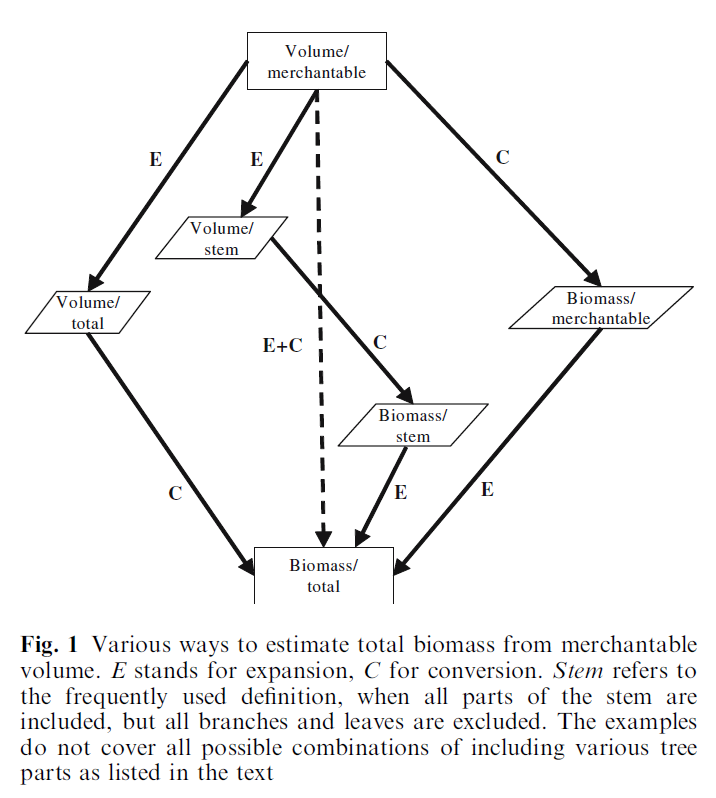 Volume/
merchantable
E
E
C
Volume/
stem
Volume/
total
Biomass/
merchantable
E+C
C
Biomass/
stem
C
E
E
Biomass/
total
Fig. 1 Various ways to estimate total biomass from merchantable
volume. E stands for expansion, C for conversion. Stem refers to
the frequently used definition, when all parts of the stem are
included, but all branches and leaves are excluded. The examples
do not cover all possible combinations of including various tree
parts as listed in the text